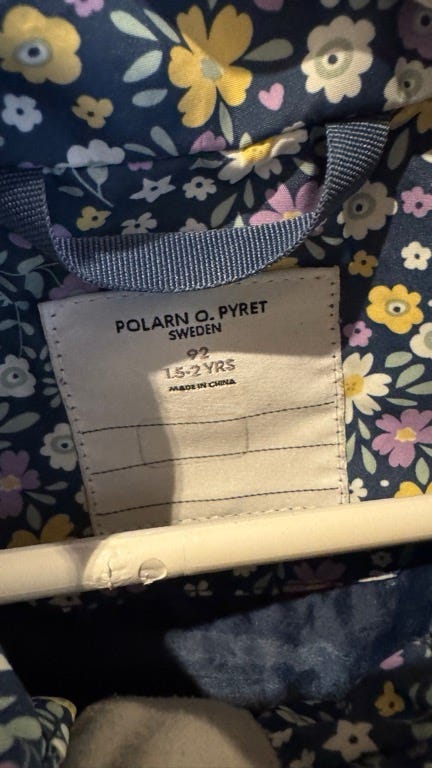 POLARN O. PYRET
SWEDEN
92
1.5-2 YRS
MADE IN CHINA